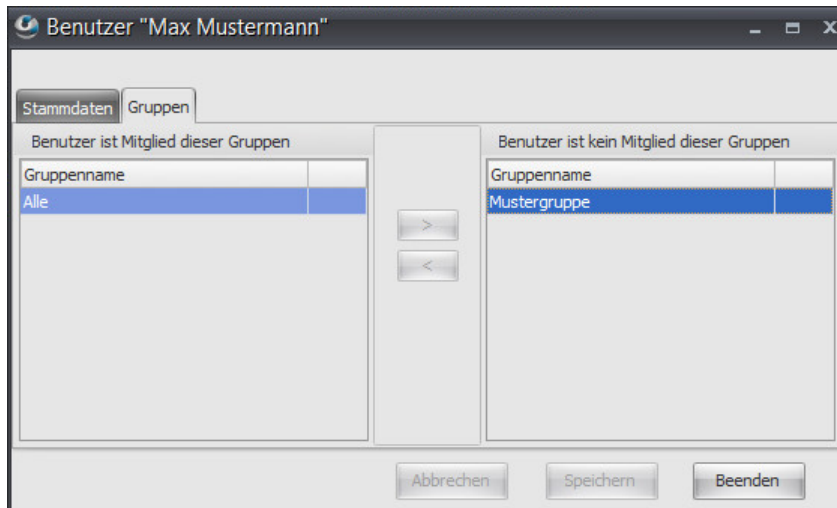 Benutzer "Max Mustermann"
Stammdaten Gruppen
Benutzer ist Mitglied dieser Gruppen
Gruppenname
Alle
>
<
Benutzer ist kein Mitglied dieser Gruppen
Gruppenname
Mustergruppe
Abbrechen Speichern Beenden